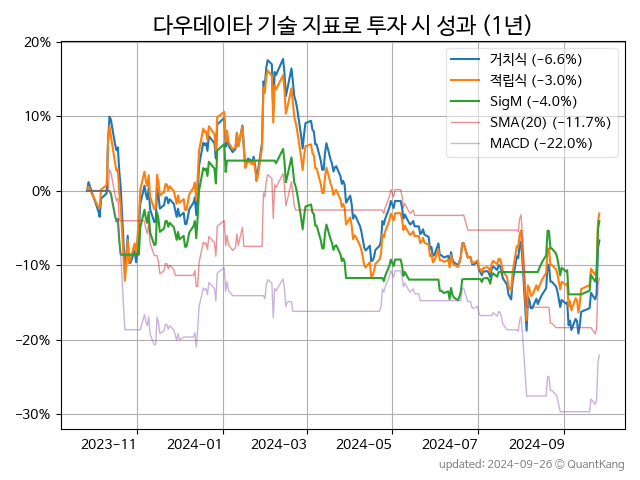 다우데이타 기술 지표로 투자 시 성과 (1년)
20%
10%
0%
−10%
−20%
−30%
거치식 (−6.6%)
적립식 (−3.0%)
SigM (−4.0%)
SMA(20) (−11.7%)
MACD (−22.0%)
2023-11
2024-01
2024-03
2024-05
2024-07
2024-09
updated: 2024-09-26 © QuantKang